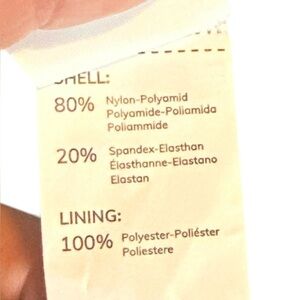 SHELL:
80% Nylon-Polyamid
Polyamide-Poliamida
Poliammide
20% Spandex-Elasthan
Élasthanne-Elastano
Elastan
LINING:
100% Polyester-Poliéster
Poliestere